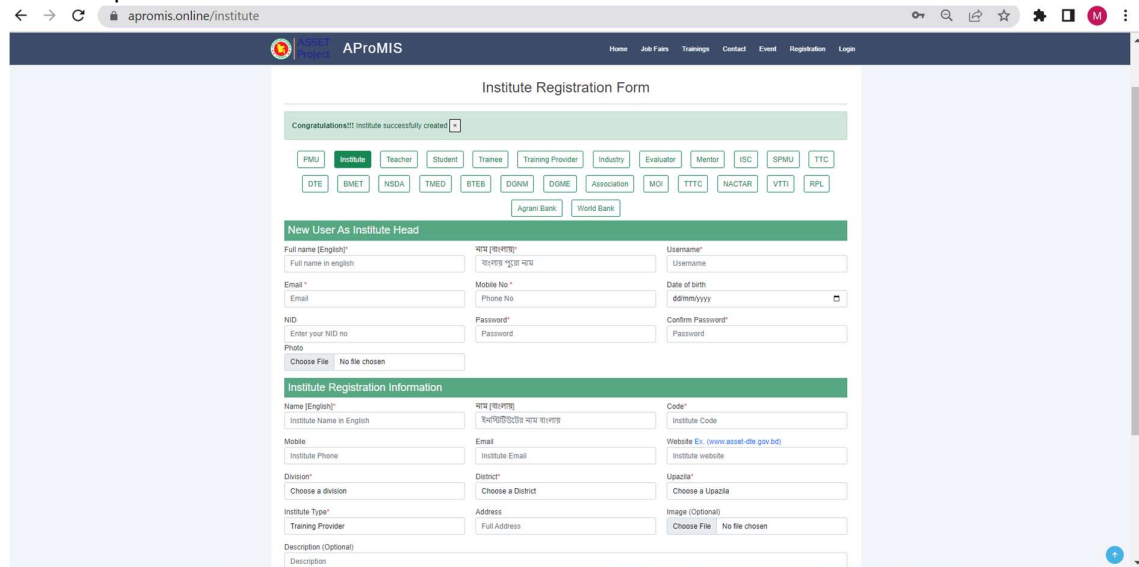 apromis.online/institute
M
ASSET
Project
AProMIS
Home Job Fairs Trainings Contact Event Registration Login
Institute Registration Form
Congratulations!!! Institute successfully created ×
PMU Institute Teacher Student Trainee Training Provider Industry Evaluator Mentor ISC SPMU TTC
DTE BMET NSDA TMED BTEB DGNM DGME Association MOI TTTC NACTAR VTTI RPL
Agrani Bank World Bank
New User As Institute Head
Full name [English]* নাম [বাংলায়]* Username*
Full name in english বাংলায় পুরো নাম Username
Email * Mobile No * Date of birth
Email Phone No dd/mm/yyyy
NID Password* Confirm Password*
Enter your NID no Password Password
Photo
Choose File No file chosen
Institute Registration Information
Name [English]* নাম [বাংলায়] Code*
Institute Name in English ইনস্টিটিউটের নাম বাংলায় Institute Code
Mobile Email Website Ex. (www.asset-dte.gov.bd)
Institute Phone Institute Email Institute website
Division* District* Upazila*
Choose a division Choose a District Choose a Upazila
Institute Type* Address Image (Optional)
Training Provider Full Address Choose File No file chosen
Description (Optional)
Description